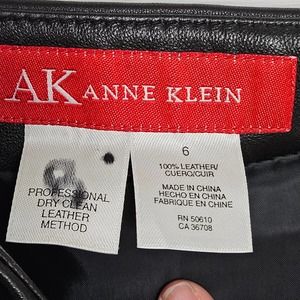 AK ANNE KLEIN
PROFESSIONAL
DRY CLEAN
LEATHER
METHOD
6
100% LEATHER/
CUERO/CUIR
MADE IN CHINA
HECHO EN CHINA
FABRIQUE EN CHINE
RN 50610
CA 36708